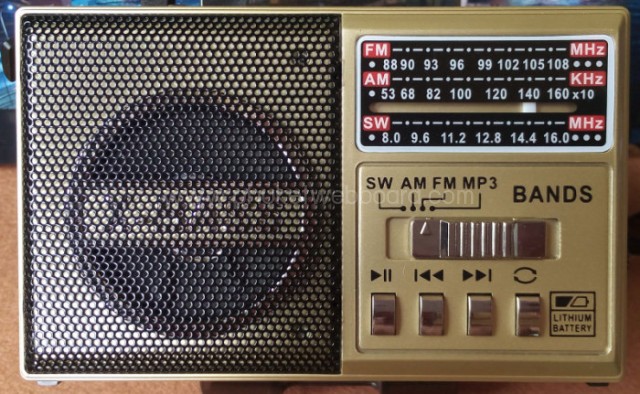 FM MHz
88 90 93 96 99 102 105 108
AM KHz
53 68 82 100 120 140 160 x10
SW MHz
8.0 9.6 11.2 12.8 14.4 16.0
SW AM FM MP3 BANDS
LITHIUM
BATTERY